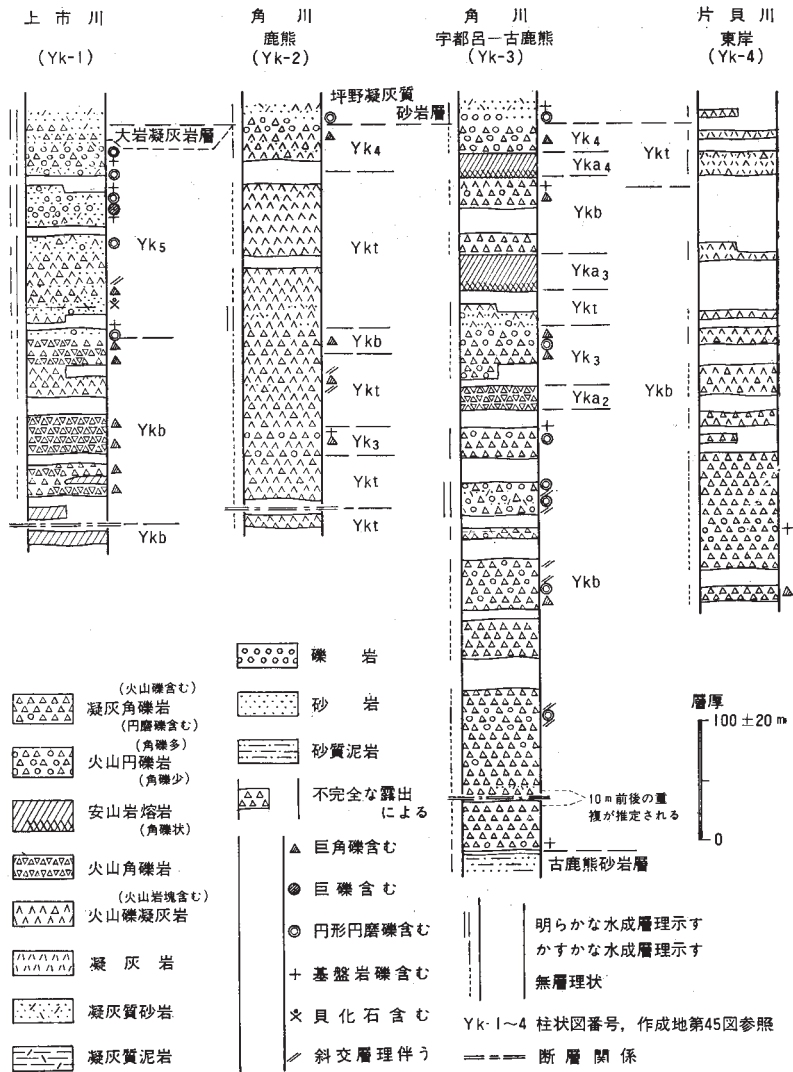 上市川
(Yk-1)
角川
鹿熊
(Yk-2)
角川
宇都呂－古鹿熊
(Yk-3)
片貝川
東岸
(Yk-4)
大岩凝灰岩層
坪野凝灰質
砂岩層
Yk5
Ykb
Ykb
Yk4
Ykt
Ykb
Ykt
Yk3
Ykt
Ykt
Yk4
Yka4
Ykb
Yka3
Ykt
Yk3
Yka2
Ykb
10m前後の重
複が推定される
古鹿熊砂岩層
Ykt
Ykb
層厚
100±20m
0
(火山礫含む)
凝灰角礫岩
(円磨礫含む)
(角礫多)
火山円礫岩
(角礫少)
安山岩熔岩
(角礫状)
火山角礫岩
(火山岩塊含む)
火山礫凝灰岩
凝灰岩
凝灰質砂岩
凝灰質泥岩
礫岩
砂岩
砂質泥岩
不完全な露出
による
巨角礫含む
巨礫含む
円形円磨礫含む
基盤岩礫含む
貝化石含む
斜交層理伴う
明らかな水成層理示す
かすかな水成層理示す
無層理状
Yk-1～4 柱状図番号，作成地第45図参照
断層関係